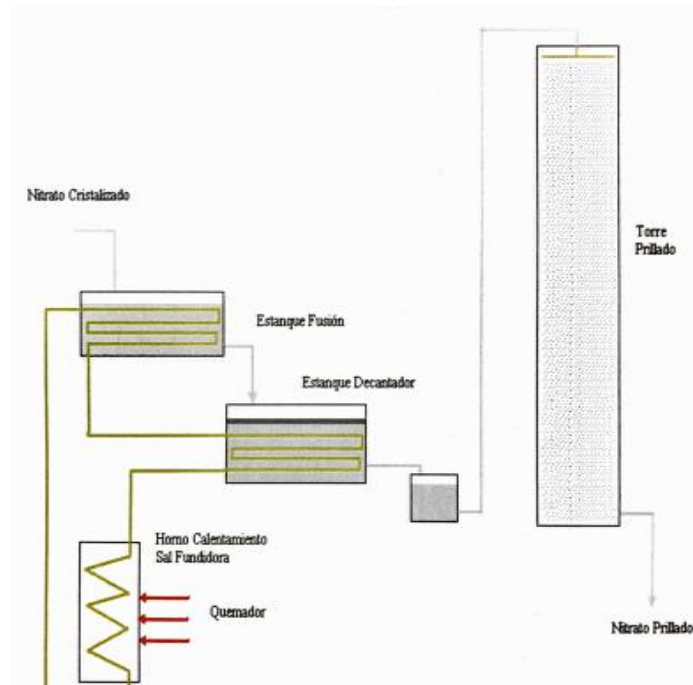 Nitrato Cristalizado
Torre
Prillado
Estanque Fusión
Estanque Decantador
Horno Calentamiento
Sal Fundidora
Quemador
Nitrato Prillado